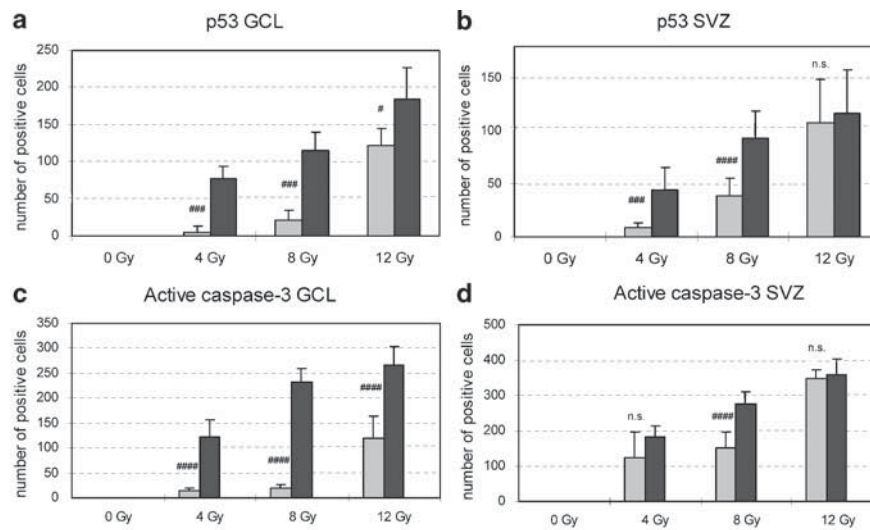 a
p53 GCL
number of positive cells
250
200
150
100
50
0
###
###
#
0 Gy 4 Gy 8 Gy 12 Gy
b
p53 SVZ
number of positive cells
150
100
50
0
###
####
n.s.
0 Gy 4 Gy 8 Gy 12 Gy
c
Active caspase-3 GCL
number of positive cells
350
300
250
200
150
100
50
0
####
####
####
0 Gy 4 Gy 8 Gy 12 Gy
d
Active caspase-3 SVZ
number of positive cells
500
400
300
200
100
0
n.s.
####
n.s.
0 Gy 4 Gy 8 Gy 12 Gy